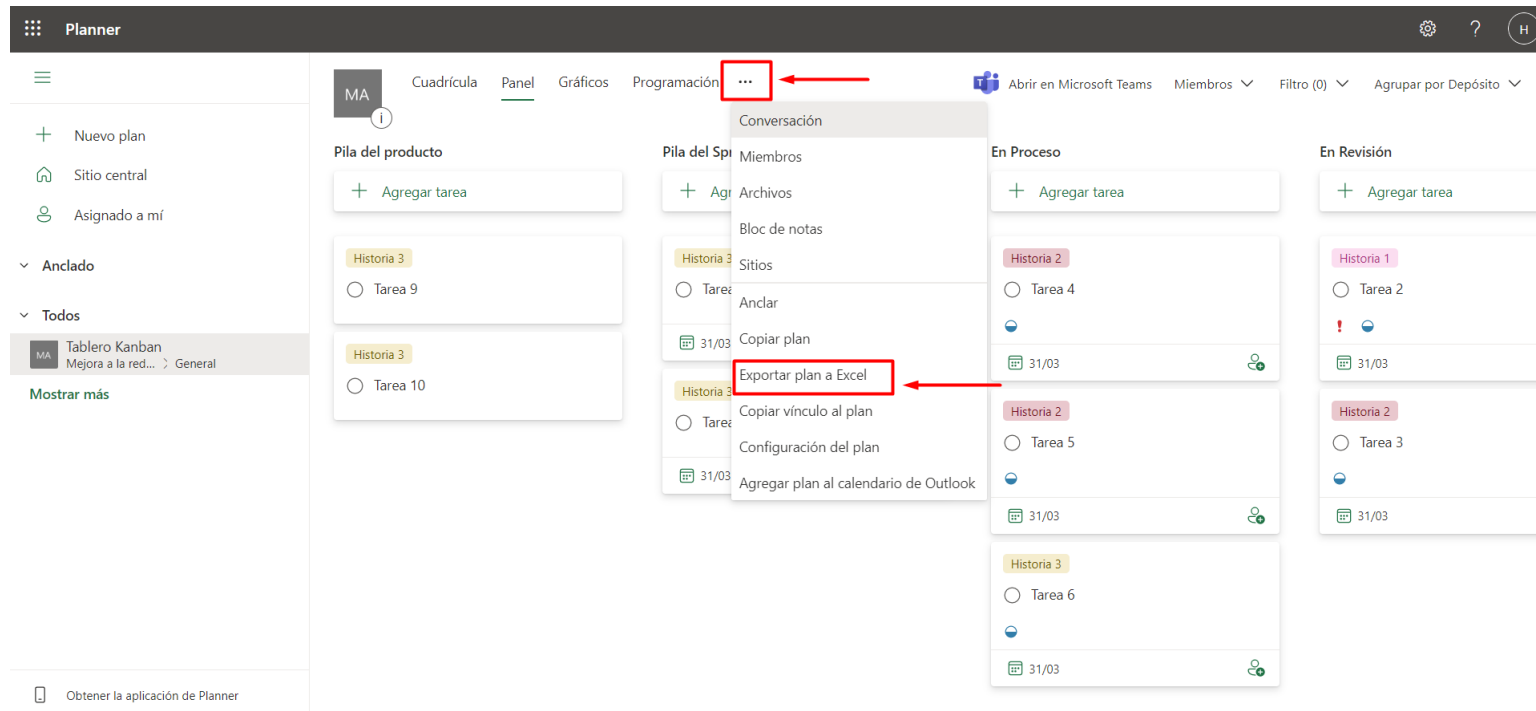 Planner
?
H
MA
i
Cuadrícula
Panel
Gráficos
Programación
...
Abrir en Microsoft Teams
Miembros
Filtro (0)
Agrupar por Depósito
Nuevo plan
Sitio central
Asignado a mí
Anclado
Todos
MA
Tablero Kanban
Mejora a la red... > General
Mostrar más
Obtener la aplicación de Planner
Conversación
Miembros
Archivos
Bloc de notas
Sitios
Anclar
Copiar plan
Exportar plan a Excel
Copiar vínculo al plan
Configuración del plan
Agregar plan al calendario de Outlook
Pila del producto
Agregar tarea
Historia 3
Tarea 9
Historia 3
Tarea 10
Pila del
Historia 3
31/03
Historia 3
31/03
En Proceso
Agregar tarea
Historia 2
Tarea 4
31/03
Historia 2
Tarea 5
31/03
Historia 3
Tarea 6
31/03
En Revisión
Agregar tarea
Historia 1
Tarea 2
31/03
Historia 2
Tarea 3
31/03